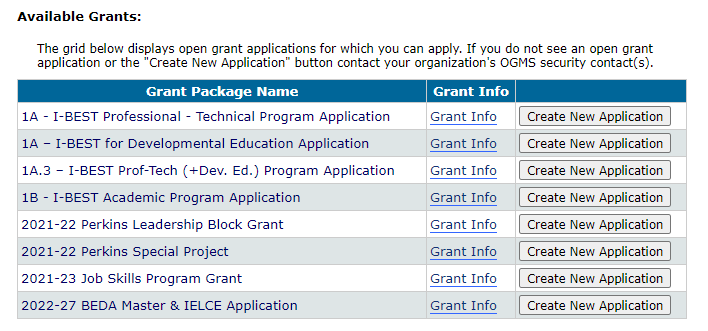 Available Grants:
The grid below displays open grant applications for which you can apply. If you do not see an open grant
application or the "Create New Application" button contact your organization's OGMS security contact(s).
Grant Package Name Grant Info
1A - I-BEST Professional - Technical Program Application Grant Info Create New Application
1A – I-BEST for Developmental Education Application Grant Info Create New Application
1A.3 – I-BEST Prof-Tech (+Dev. Ed.) Program Application Grant Info Create New Application
1B - I-BEST Academic Program Application Grant Info Create New Application
2021-22 Perkins Leadership Block Grant Grant Info Create New Application
2021-22 Perkins Special Project Grant Info Create New Application
2021-23 Job Skills Program Grant Grant Info Create New Application
2022-27 BEDA Master & IELCE Application Grant Info Create New Application